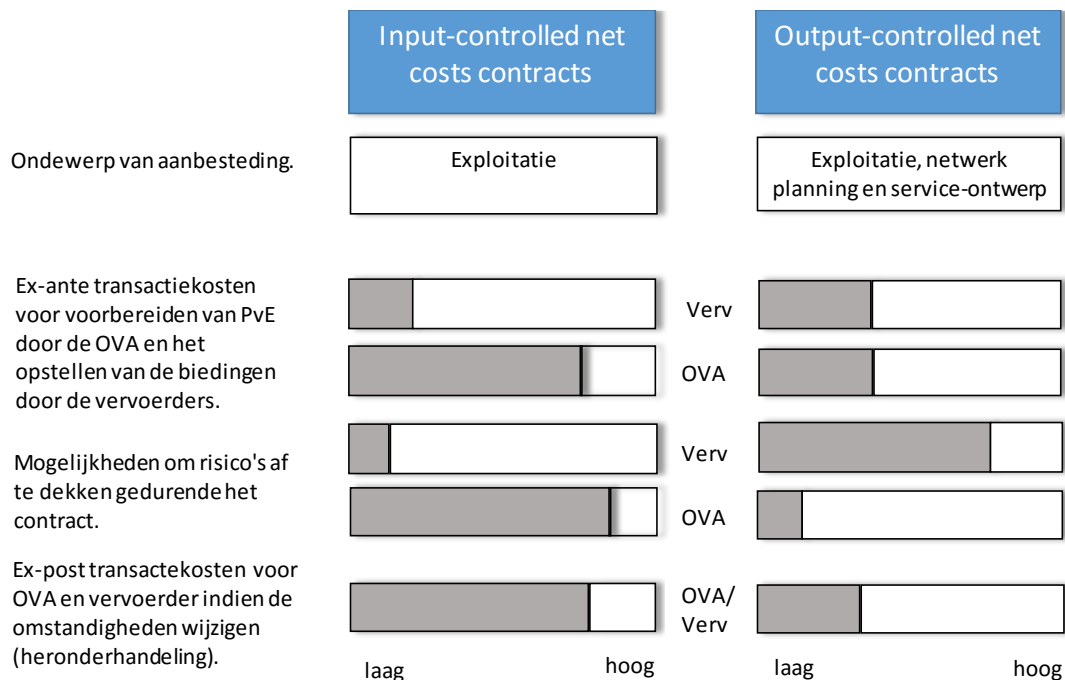 Input-controlled net
costs contracts
Output-controlled net
costs contracts
Ondewerp van aanbesteding.
Exploitatie
Exploitatie, netwerk
planning en service-ontwerp
Ex-ante transactiekosten
voor voorbereiden van PvE
door de OVA en het
opstellen van de biedingen
door de vervoerders.
Verv
OVA
Mogelijkheden om risico's af
te dekken gedurende het
contract.
Verv
OVA
Ex-post transactekosten voor
OVA en vervoerder indien de
omstandigheden wijzigen
(heronderhandeling).
OVA/
Verv
laag
hoog
laag
hoog